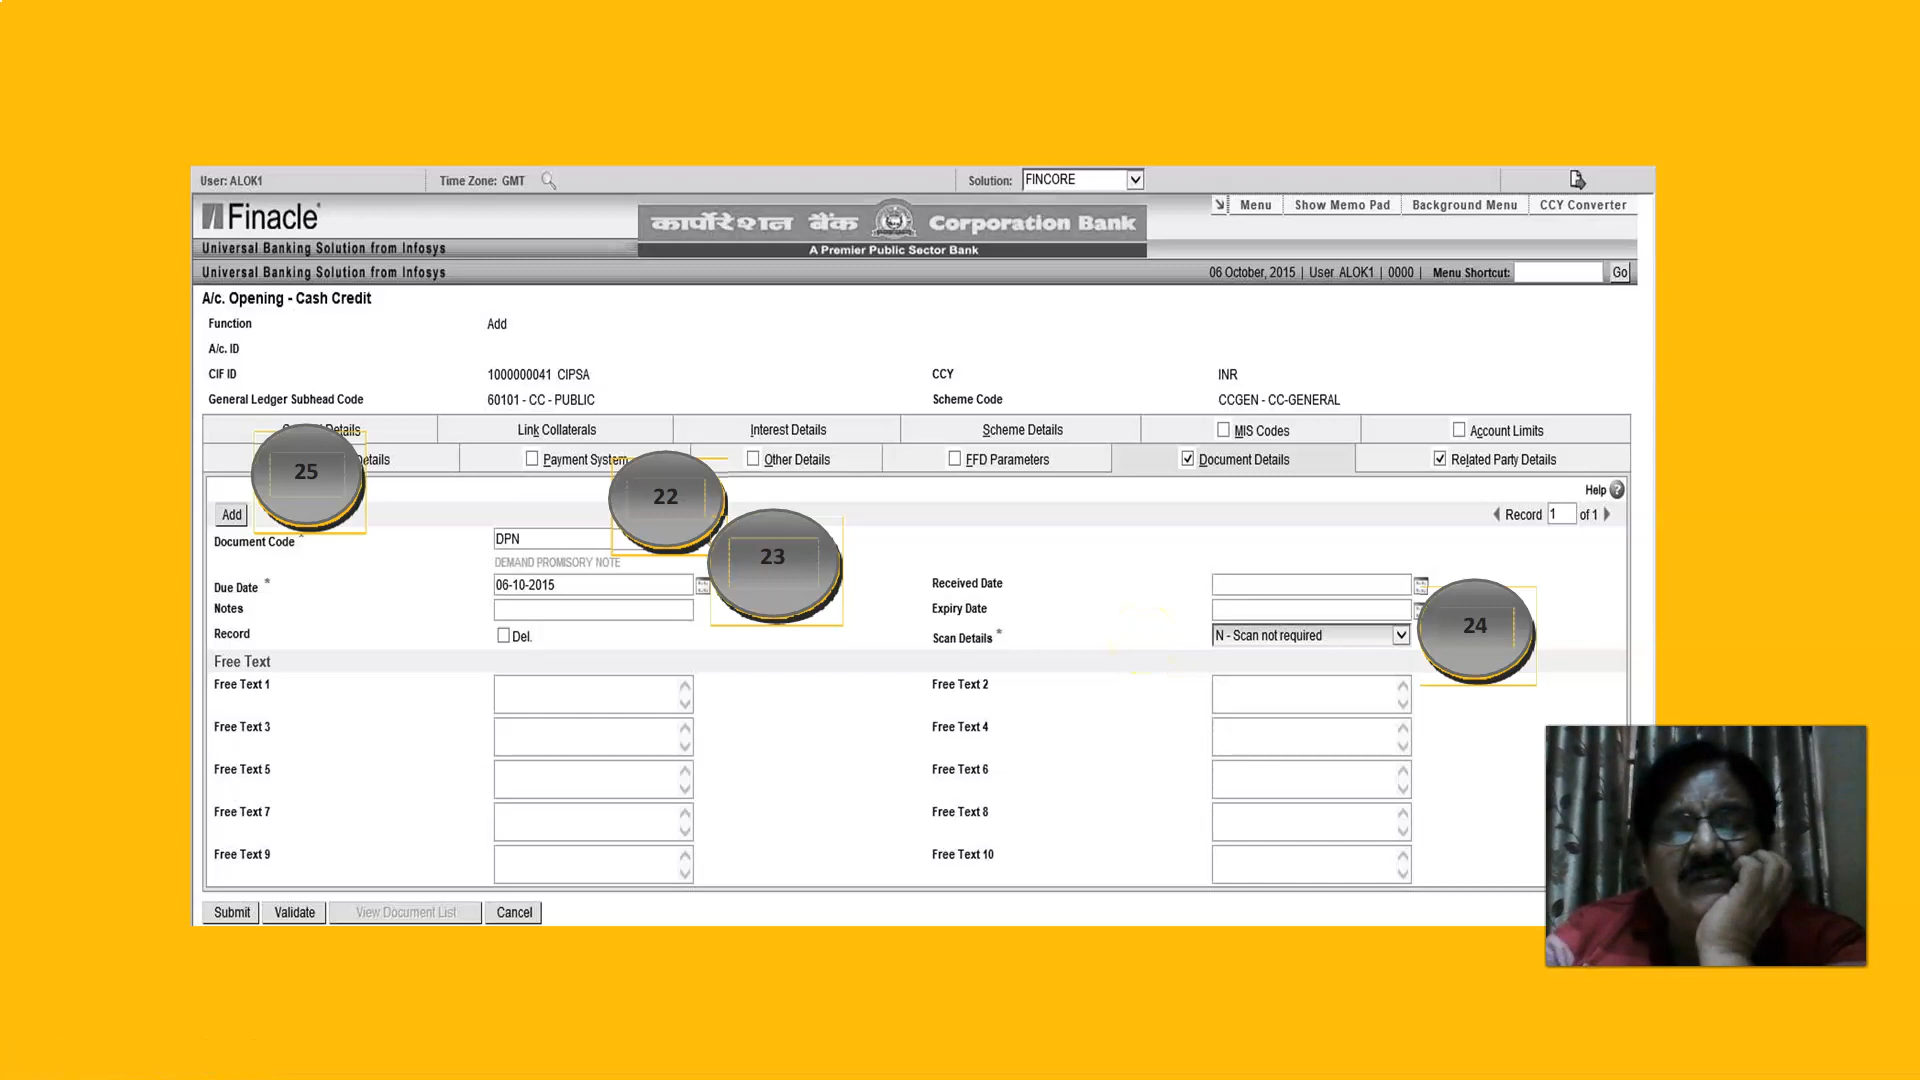 User: ALOK1
Time Zone: GMT
Solution: FINCORE
Finacle
Menu
Show Memo Pad
Background Menu
CCY Converter
कार्पोरेशन बैंक Corporation Bank
A Premier Public Sector Bank
Universal Banking Solution from Infosys
Universal Banking Solution from Infosys
06 October, 2015 | User ALOK1 | 0000 | Menu Shortcut: Go
A/c. Opening - Cash Credit
Function Add
A/c. ID
CIF ID 1000000041 CIPSA CCY INR
General Ledger Subhead Code 60101 - CC - PUBLIC Scheme Code CCGEN - CC-GENERAL
Details Link Collaterals Interest Details Scheme Details MIS Codes Account Limits
etails Payment System Other Details FFD Parameters Document Details Related Party Details
25
22
23
24
Help ?
Add Record 1 of 1
Document Code * DPN
DEMAND PROMISORY NOTE
Due Date * 06-10-2015 Received Date
Notes Expiry Date
Record Del. Scan Details * N - Scan not required
Free Text
Free Text 1 Free Text 2
Free Text 3 Free Text 4
Free Text 5 Free Text 6
Free Text 7 Free Text 8
Free Text 9 Free Text 10
Submit Validate View Document List Cancel